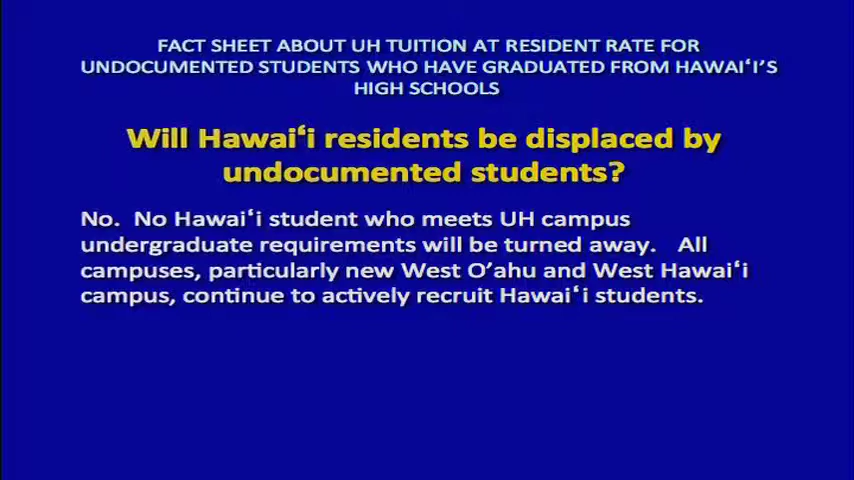 FACT SHEET ABOUT UH TUITION AT RESIDENT RATE FOR
UNDOCUMENTED STUDENTS WHO HAVE GRADUATED FROM HAWAIʻI’S
HIGH SCHOOLS
Will Hawaiʻi residents be displaced by
undocumented students?
No.  No Hawaiʻi student who meets UH campus
undergraduate requirements will be turned away.   All
campuses, particularly new West O’ahu and West Hawaiʻi
campus, continue to actively recruit Hawaiʻi students.